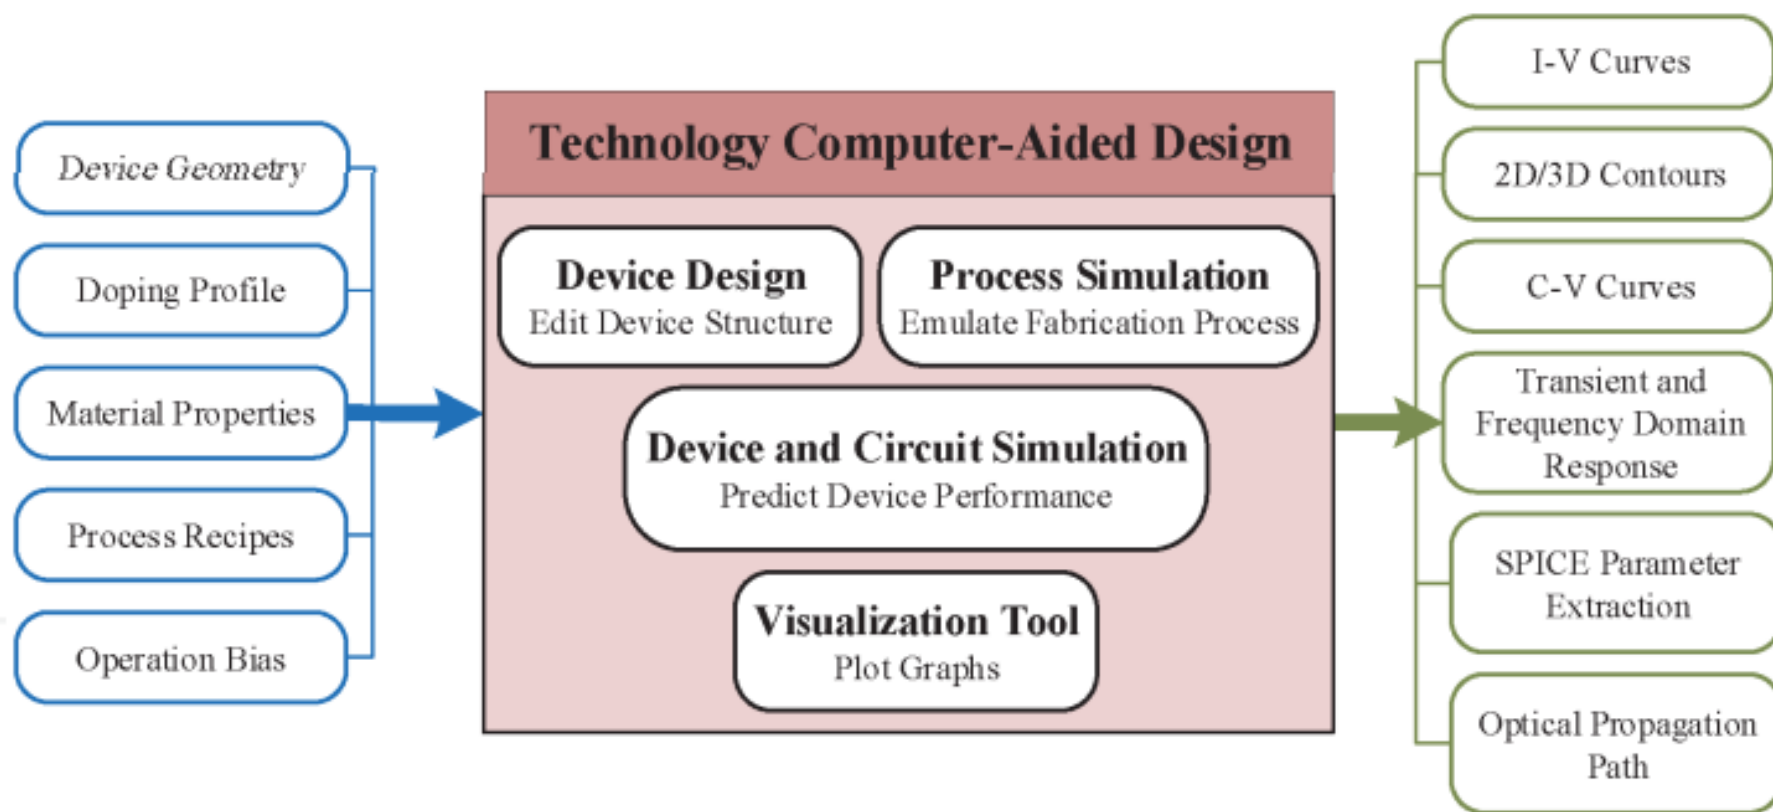 Device Geometry
Doping Profile
Material Properties
Process Recipes
Operation Bias
Technology Computer-Aided Design
Device Design
Edit Device Structure
Process Simulation
Emulate Fabrication Process
Device and Circuit Simulation
Predict Device Performance
Visualization Tool
Plot Graphs
I-V Curves
2D/3D Contours
C-V Curves
Transient and
Frequency Domain
Response
SPICE Parameter
Extraction
Optical Propagation
Path